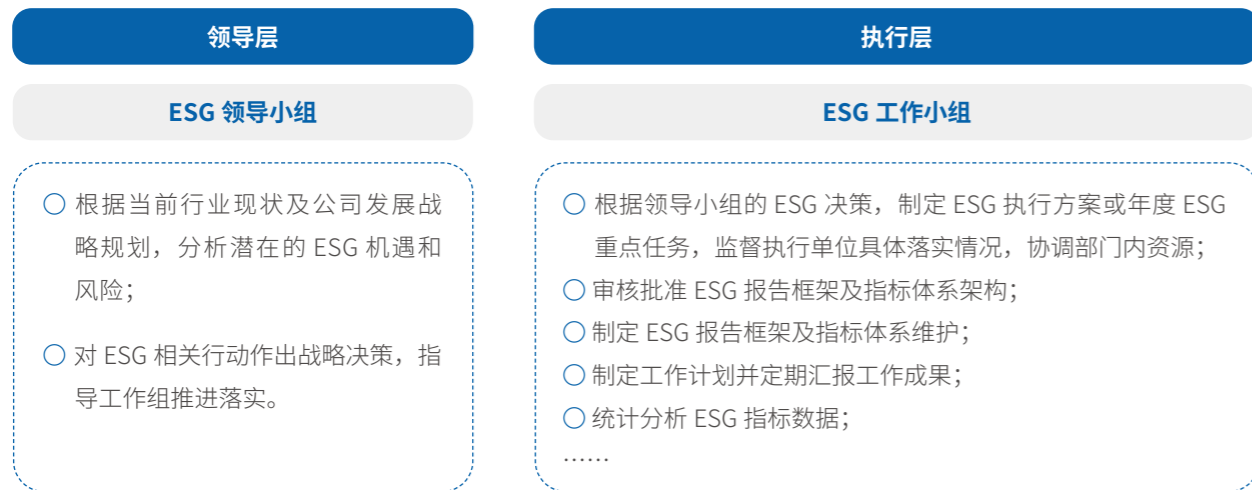 领导层
ESG 领导小组
○ 根据当前行业现状及公司发展战
略规划，分析潜在的 ESG 机遇和
风险；
○ 对 ESG 相关行动作出战略决策，指
导工作组推进落实。
执行层
ESG 工作小组
○ 根据领导小组的 ESG 决策，制定 ESG 执行方案或年度 ESG
重点任务，监督执行单位具体落实情况，协调部门内资源；
○ 审核批准 ESG 报告框架及指标体系架构；
○ 制定 ESG 报告框架及指标体系维护；
○ 制定工作计划并定期汇报工作成果；
○ 统计分析 ESG 指标数据；
……